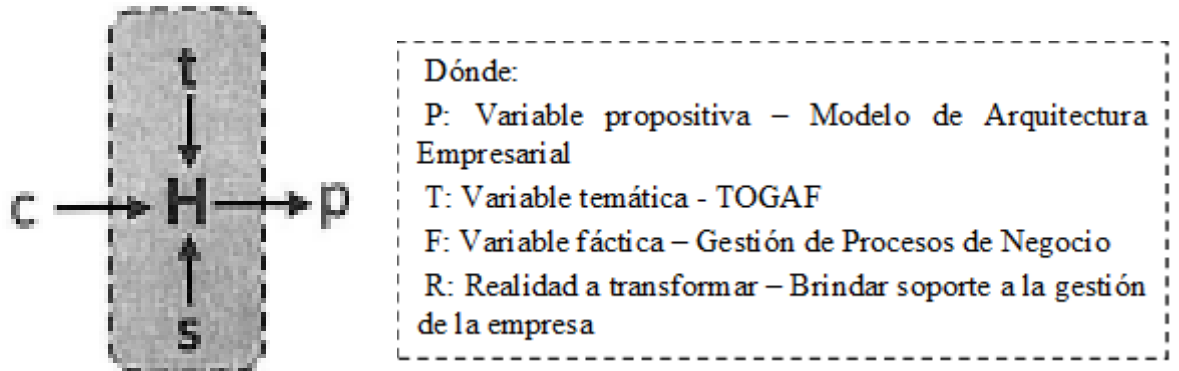 t
c H p
s
Dónde:
P: Variable propositiva – Modelo de Arquitectura
Empresarial
T: Variable temática - TOGAF
F: Variable fáctica – Gestión de Procesos de Negocio
R: Realidad a transformar – Brindar soporte a la gestión
de la empresa